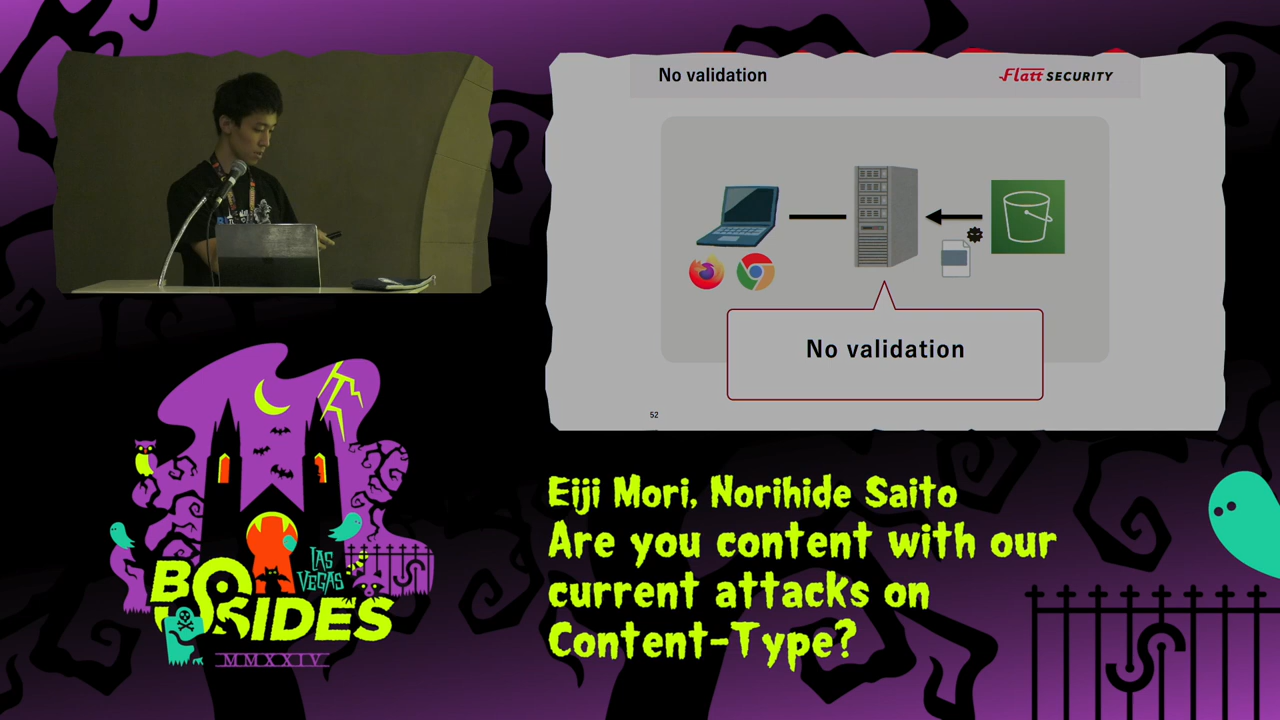 No validation
Flatt SECURITY
No validation
52
Eiji Mori, Norihide Saito
Are you content with our
current attacks on
Content-Type?
LAS
VEGAS
BSIDES
MMXXIV